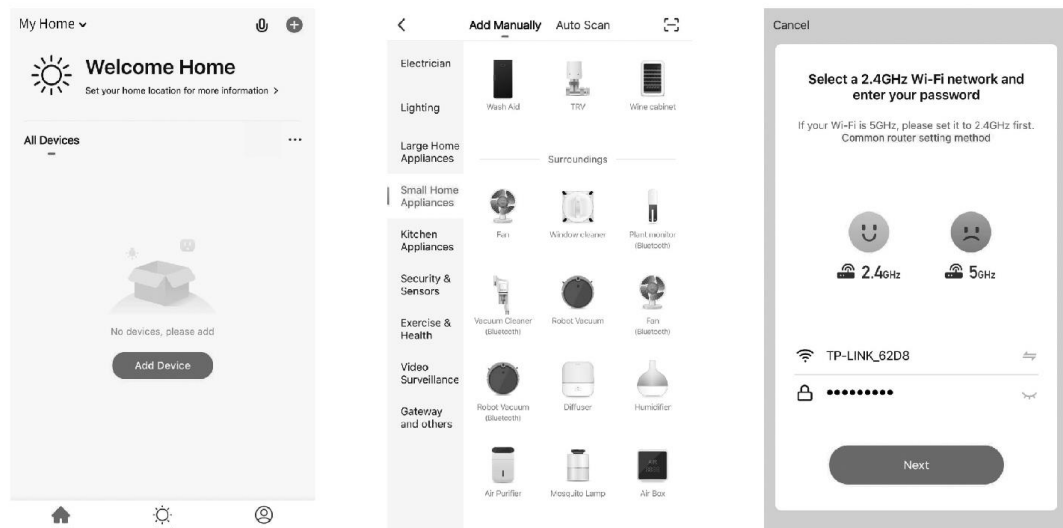 My Home
Welcome Home
Set your home location for more information >
All Devices
No devices, please add
Add Device
Add Manually Auto Scan
Electrician
Lighting
Large Home
Appliances
Small Home
Appliances
Kitchen
Appliances
Security &
Sensors
Exercise &
Health
Video
Surveillance
Gateway
and others
Wash Aid TRV Wine cabinet
Surroundings
Fan Window cleaner Plant monitor
(Bluetooth)
Vacuum Cleaner Robot Vacuum Fan
(Bluetooth) (Bluetooth)
Robot Vacuum Diffuser Humidifier
(Bluetooth)
Air Purifier Mosquito Lamp Air Box
Cancel
Select a 2.4GHz Wi-Fi network and
enter your password
If your Wi-Fi is 5GHz, please set it to 2.4GHz first.
Common router setting method
2.4GHz 5GHz
TP-LINK_62D8
Next